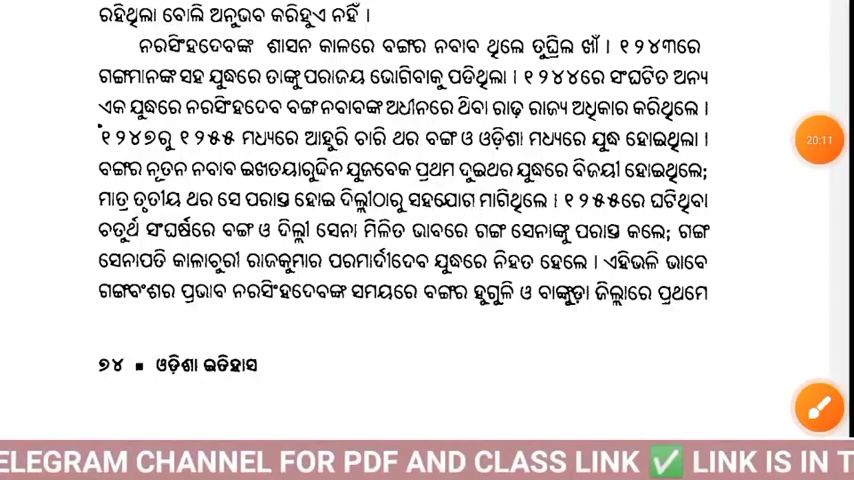 ରହିଥିଲା ବୋଲି ଅନୁଭବ କରିହୁଏ ନହିଁ ।
ନରସିଂହଦେବଙ୍କ ଶାସନ କାଳରେ ବଙ୍ଗର ନବାବ ଥିଲେ ତୁଘ୍ରିଲ ଖାଁ । ୧୨୪୩ରେ
ଗଙ୍ଗମାନଙ୍କ ସହ ଯୁଦ୍ଧରେ ତାଙ୍କୁ ପରାଜୟ ଭୋଗିବାକୁ ପଡିଥିଲା । ୧୨୪୪ରେ ସଂଘଟିତ ଅନ୍ୟ
ଏକ ଯୁଦ୍ଧରେ ନରସିଂହଦେବ ବଙ୍ଗ ନବାବଙ୍କ ଅଧୀନରେ ଥିବା ରାଢ଼ ରାଜ୍ୟ ଅଧିକାର କରିଥିଲେ ।
୧୨୪୭ରୁ ୧୨୫୫ ମଧ୍ୟରେ ଆହୁରି ଚାରି ଥର ବଙ୍ଗ ଓ ଓଡ଼ିଶା ମଧ୍ୟରେ ଯୁଦ୍ଧ ହୋଇଥିଲା ।
ବଙ୍ଗର ନୂତନ ନବାବ ଇଖତୟାରୁଦ୍ଦିନ ଯୁଜବେକ ପ୍ରଥମ ଦୁଇଥର ଯୁଦ୍ଧରେ ବିଜୟୀ ହୋଇଥିଲେ;
ମାତ୍ର ତୃତୀୟ ଥର ସେ ପରାସ୍ତ ହୋଇ ଦିଲ୍ଲୀଠାରୁ ସହଯୋଗ ମାଗିଥିଲେ । ୧୨୫୫ରେ ଘଟିଥିବା
ଚତୁର୍ଥ ସଂଘର୍ଷରେ ବଙ୍ଗ ଓ ଦିଲ୍ଲୀ ସେନା ମିଳିତ ଭାବରେ ଗଙ୍ଗ ସେନାଙ୍କୁ ପରାସ୍ତ କଲେ; ଗଙ୍ଗ
ସେନାପତି କାଳାଚୁରୀ ରାଜକୁମାର ପରମାର୍ଦୀଦେବ ଯୁଦ୍ଧରେ ନିହତ ହେଲେ । ଏହିଭଳି ଭାବେ
ଗଙ୍ଗବଂଶର ପ୍ରଭାବ ନରସିଂହଦେବଙ୍କ ସମୟରେ ବଙ୍ଗର ହୁଗୁଳି ଓ ବାଙ୍କୁଡ଼ା ଜିଲ୍ଲାରେ ପ୍ରଥମେ
୭୪ ■ ଓଡ଼ିଶା ଇତିହାସ
20:11
ELEGRAM CHANNEL FOR PDF AND CLASS LINK ✅ LINK IS IN T